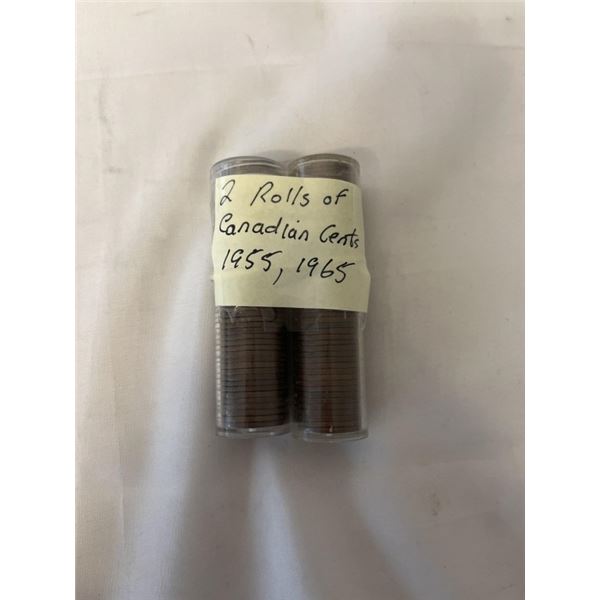 2 Rolls of
Canadian Cents
1955, 1965